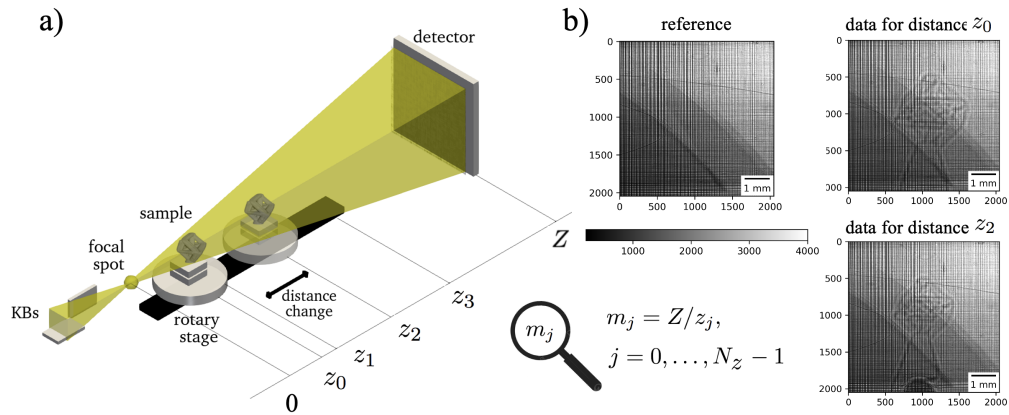 a)
detector
sample
focal
spot
KBs
rotary
stage
distance
change
0
z₀
z₁
z₂
z₃
Z
b)
reference
0
500
1000
1500
2000
0 500 1000 1500 2000
1 mm
data for distance z₀
0
500
1000
1500
2000
0 500 1000 1500 2000
1 mm
1000 2000 3000 4000
data for distance z₂
0
500
1000
1500
2000
0 500 1000 1500 2000
1 mm
mⱼ
mⱼ = Z/zⱼ,
j = 0, . . . , N_z − 1